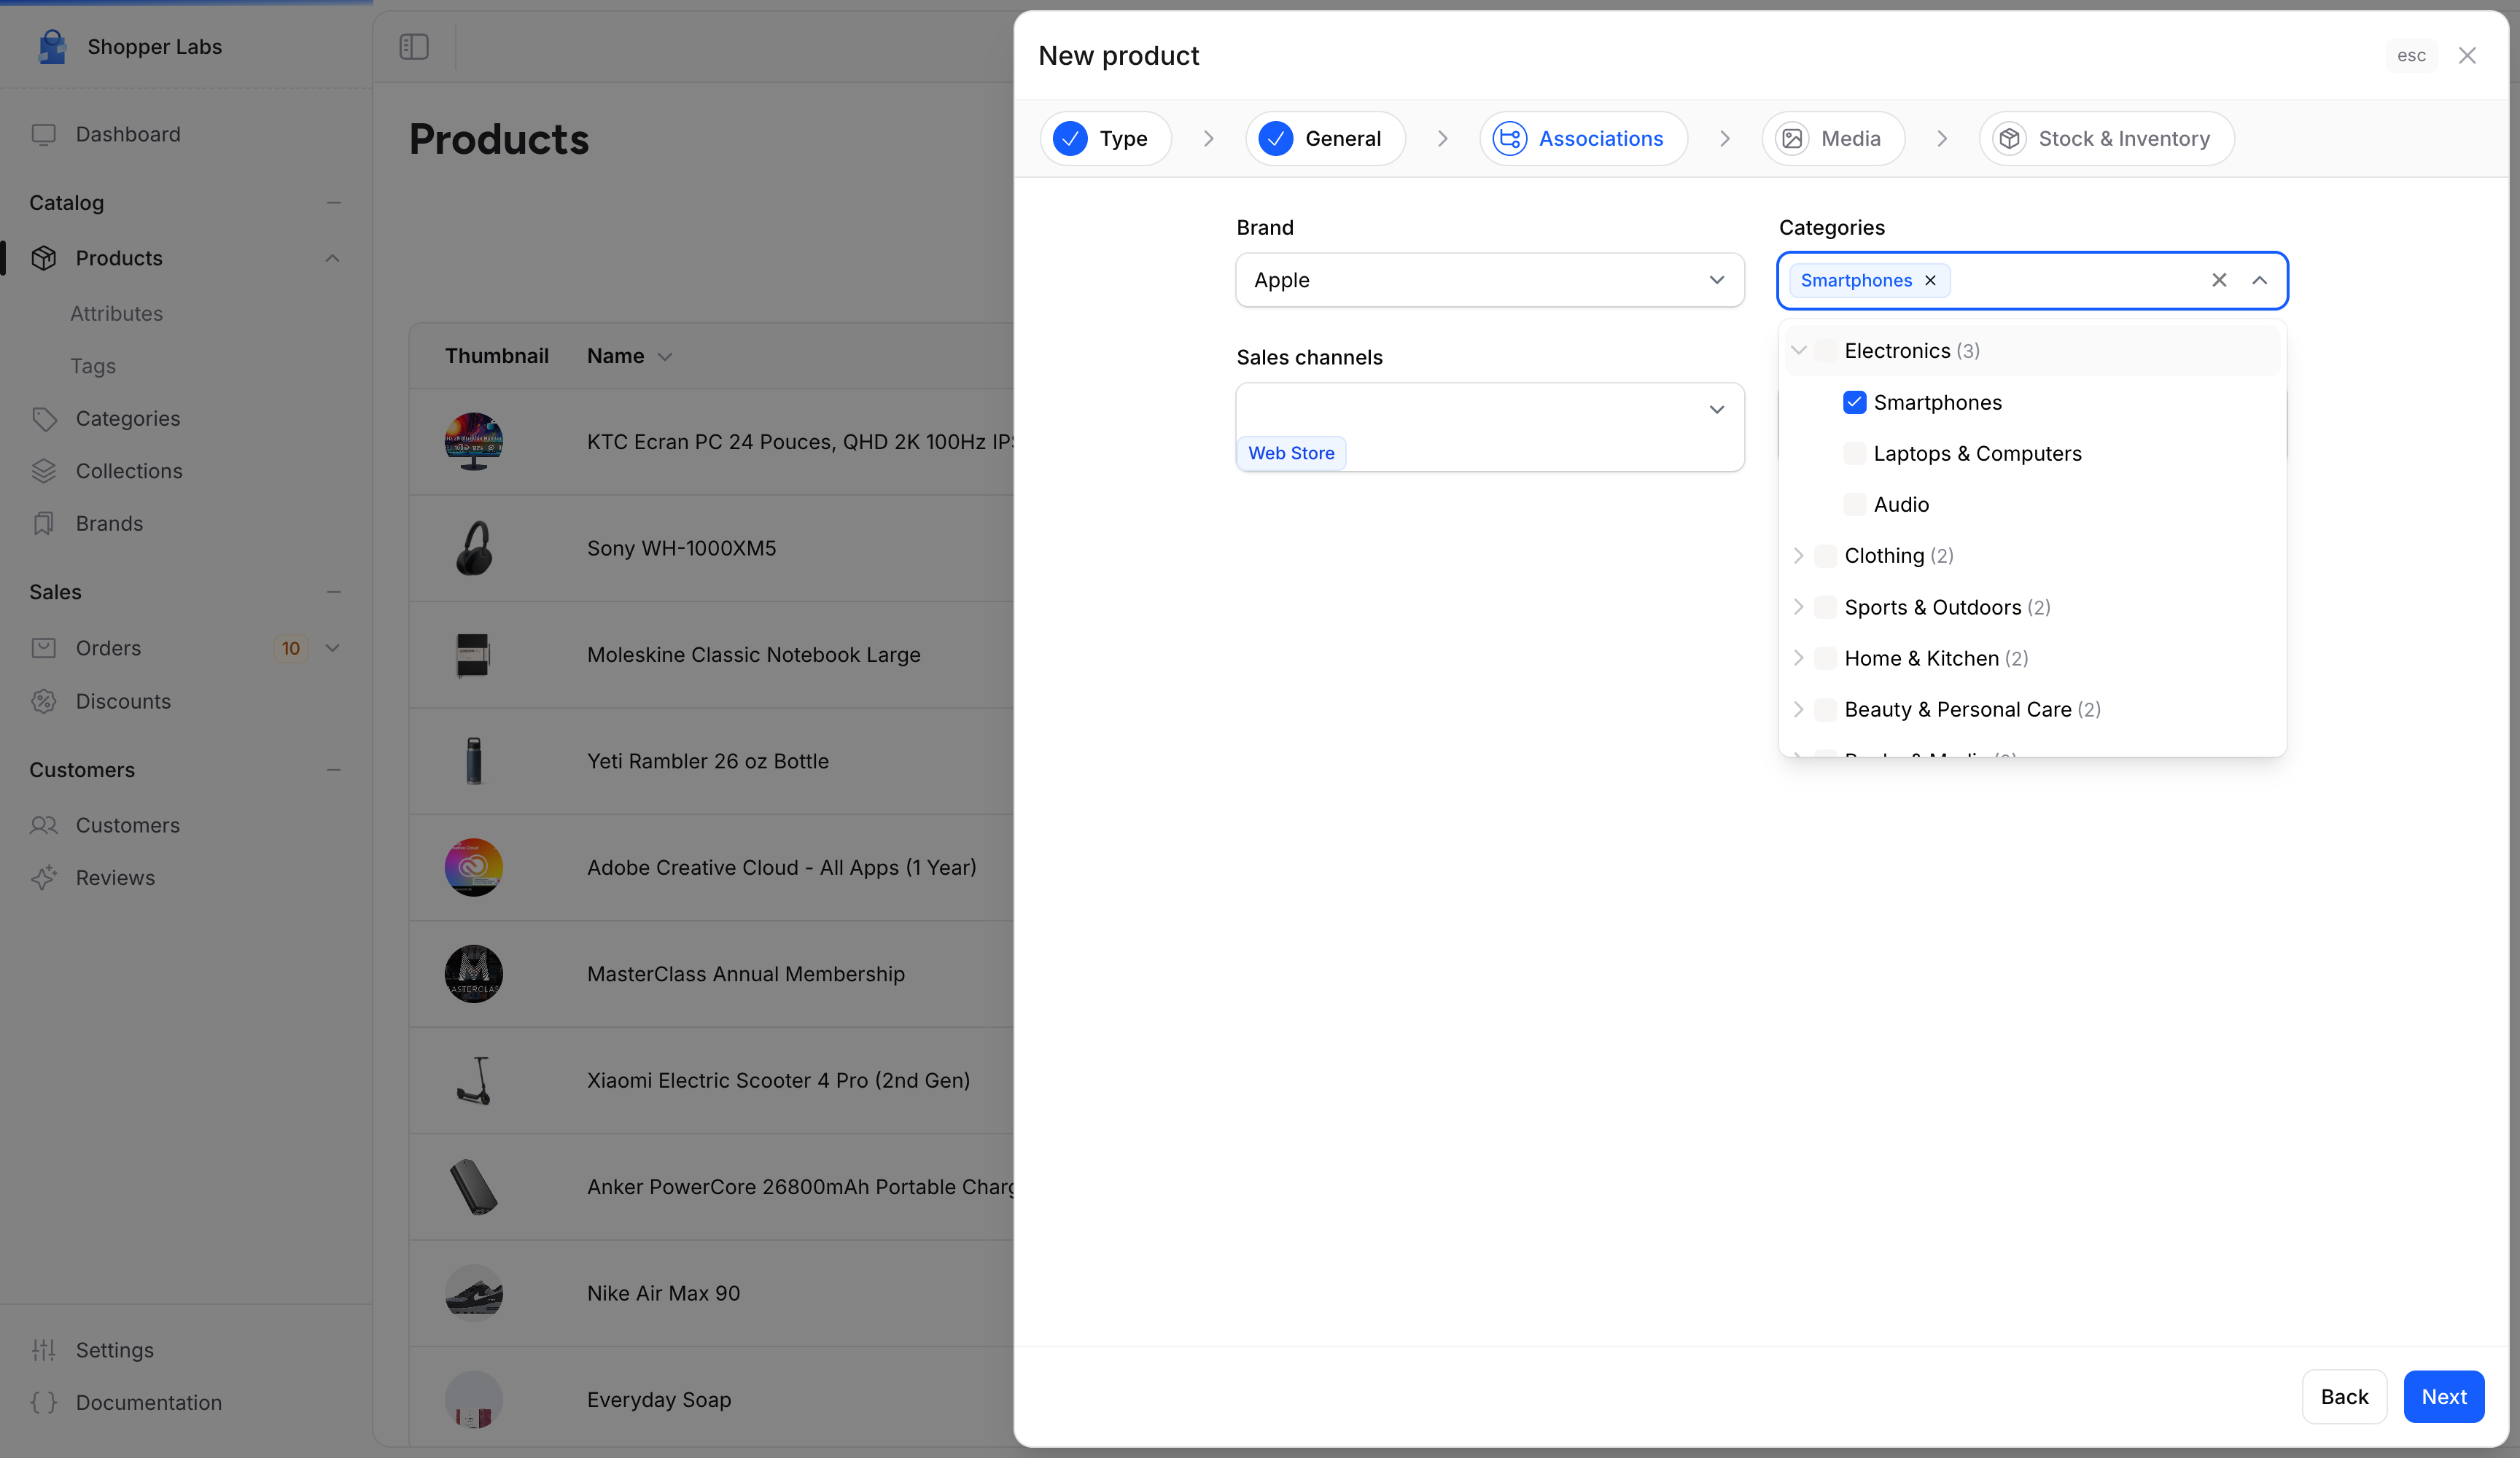 Shopper Labs
Dashboard
Catalog
Products
Attributes
Tags
Categories
Collections
Brands
Sales
Orders 10
Discounts
Customers
Customers
Reviews
Settings
Documentation
Products
Thumbnail Name
KTC Ecran PC 24 Pouces, QHD 2K 100Hz
Sony WH-1000XM5
Moleskine Classic Notebook Large
Yeti Rambler 26 oz Bottle
Adobe Creative Cloud - All Apps (1 Year)
MasterClass Annual Membership
Xiaomi Electric Scooter 4 Pro (2nd Gen)
Anker PowerCore 26800mAh Portable
Nike Air Max 90
Everyday Soap
New product
esc
Type
General
Associations
Media
Stock & Inventory
Brand
Apple
Categories
Smartphones
Sales channels
Web Store
Electronics (3)
Smartphones
Laptops & Computers
Audio
Clothing (2)
Sports & Outdoors (2)
Home & Kitchen (2)
Beauty & Personal Care (2)
Back
Next